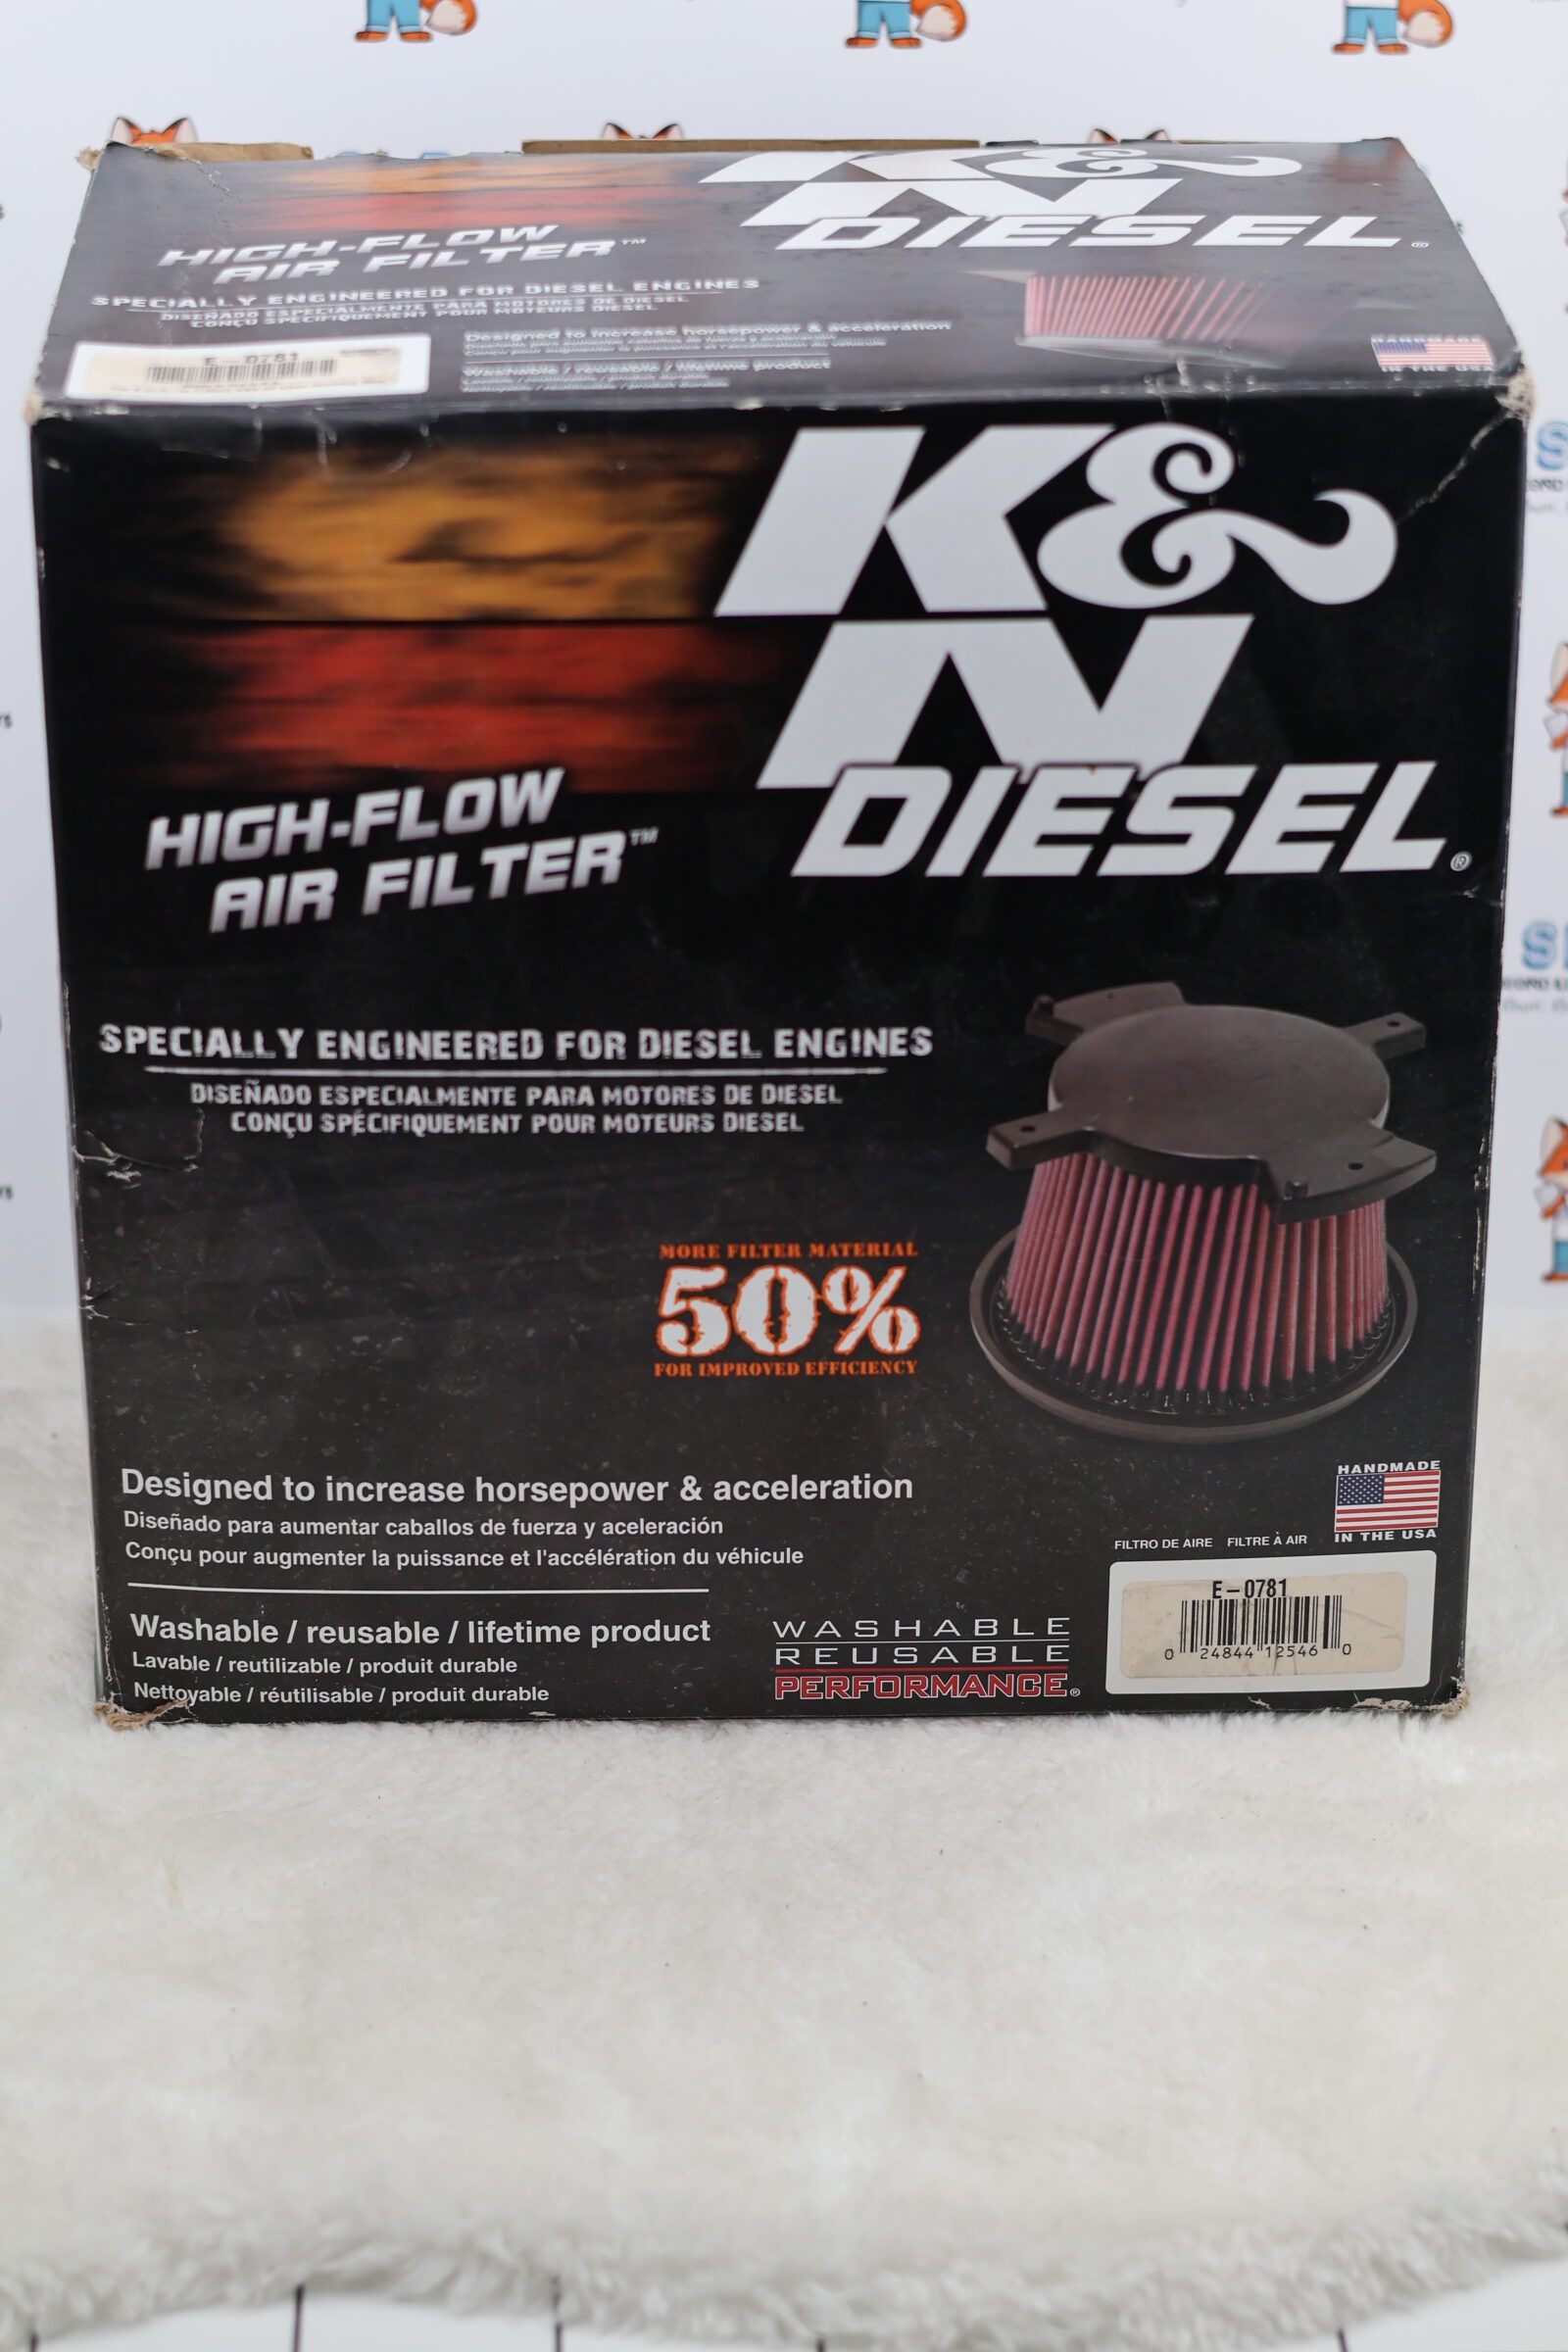 K&
N
DIESEL®
HIGH-FLOW
AIR FILTER™
SPECIALLY ENGINEERED FOR DIESEL ENGINES
DISEÑADO ESPECIALMENTE PARA MOTORES DE DIESEL
CONÇU SPÉCIFIQUEMENT POUR MOTEURS DIESEL
Designed to increase horsepower & acceleration
Washable / reusable / lifetime product
HANDMADE
IN THE USA
E-0781
K&
N
DIESEL®
HIGH-FLOW
AIR FILTER™
SPECIALLY ENGINEERED FOR DIESEL ENGINES
DISEÑADO ESPECIALMENTE PARA MOTORES DE DIESEL
CONÇU SPÉCIFIQUEMENT POUR MOTEURS DIESEL
MORE FILTER MATERIAL
50%
FOR IMPROVED EFFICIENCY
Designed to increase horsepower & acceleration
Diseñado para aumentar caballos de fuerza y aceleración
Conçu pour augmenter la puissance et l'accélération du véhicule
Washable / reusable / lifetime product
Lavable / reutilizable / produit durable
Nettoyable / réutilisable / produit durable
WASHABLE
REUSABLE
PERFORMANCE®
HANDMADE
IN THE USA
FILTRO DE AIRE FILTRE À AIR
E-0781
0 24844 12546 0